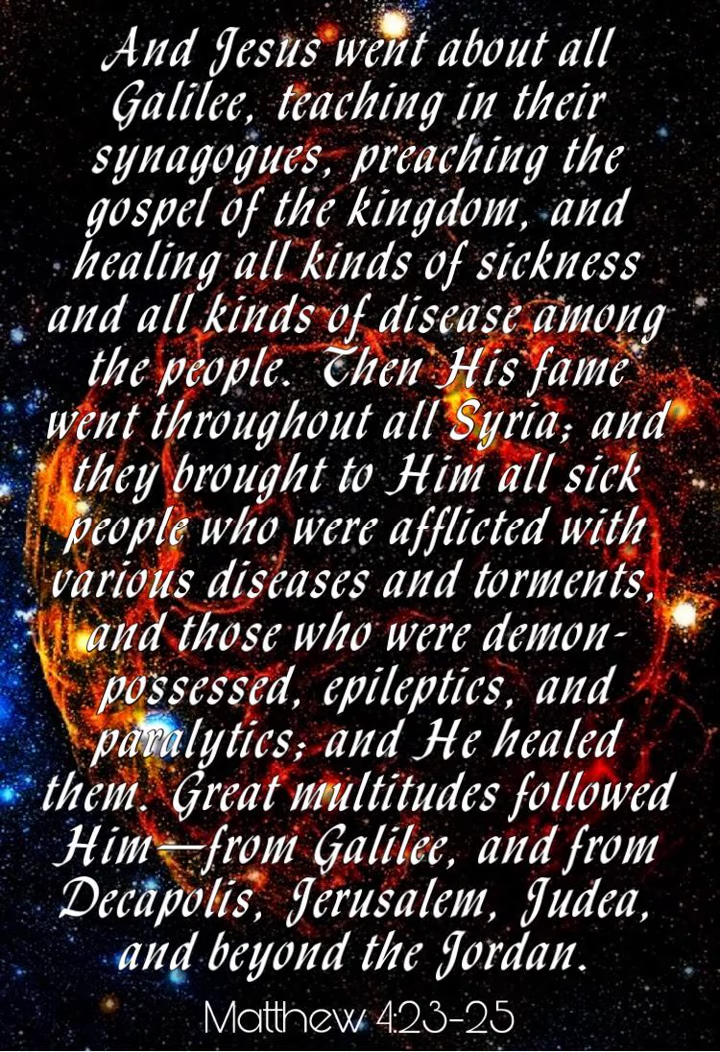 And Jesus went about all
Galilee, teaching in their
synagogues, preaching the
gospel of the kingdom, and
healing all kinds of sickness
and all kinds of disease among
the people. Then His fame
went throughout all Syria; and
they brought to Him all sick
people who were afflicted with
various diseases and torments,
and those who were demon-
possessed, epileptics, and
paralytics; and He healed
them. Great multitudes followed
Him—from Galilee, and from
Decapolis, Jerusalem, Judea,
and beyond the Jordan.
Matthew 4:23-25